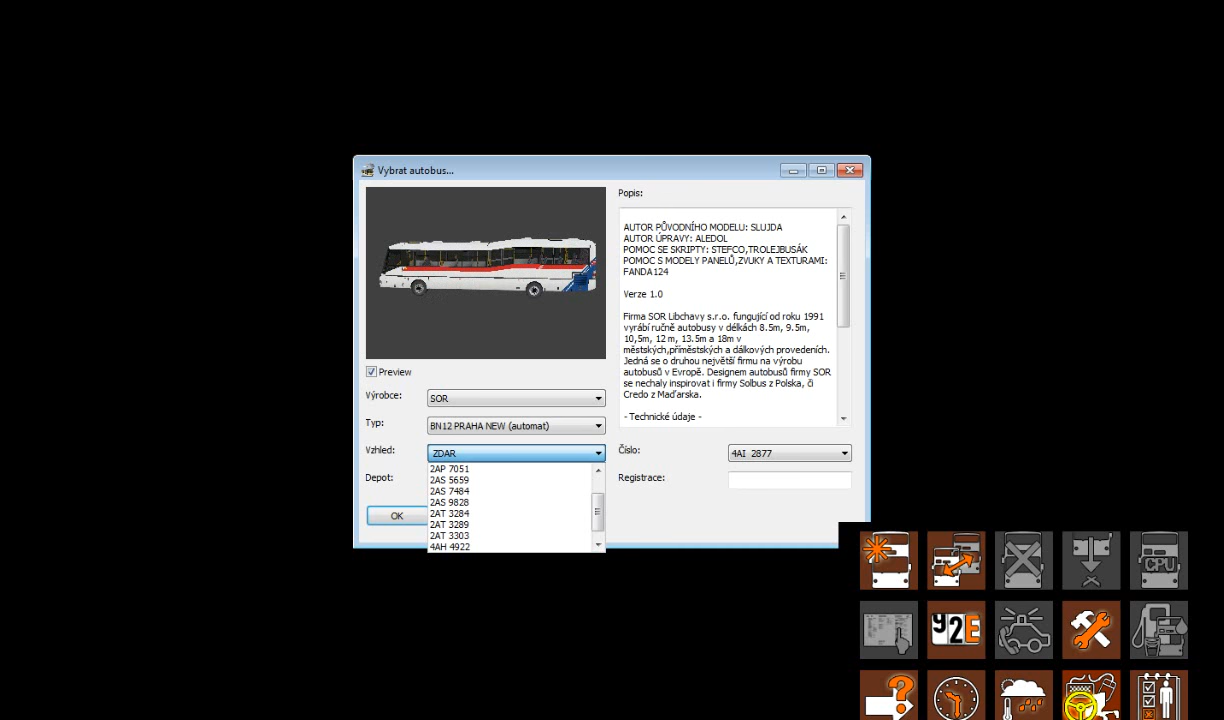 Vybrat autobus...
Popis:
AUTOR PŮVODNÍHO MODELU: SLUJDA
AUTOR ÚPRAVY: ALEDOL
POMOC SE SKRIPTY: STEFCO,TROLEJBUSÁK
POMOC S MODELY PANELŮ,ZVUKY A TEXTURAMI:
FANDA124
Verze 1.0
Firma SOR Libchavy s.r.o. fungující od roku 1991
vyrábí ručně autobusy v délkách 8.5m, 9.5m,
10,5m, 12 m, 13.5m a 18m v
městských,příměstských a dálkových provedeních.
Jedná se o druhou největší firmu na výrobu
autobusů v Evropě. Designem autobusů firmy SOR
se nechaly inspirovat i firmy Solbus z Polska, či
Credo z Maďarska.
- Technické údaje -
Preview
Výrobce:
SOR
Typ:
BN12 PRAHA NEW (automat)
Vzhled:
ZDAR
Číslo:
4AI 2877
Depot:
Registrace:
2AP 7051
2AS 5659
2AS 7484
2AS 9828
2AT 3284
2AT 3289
2AT 3303
4AH 4922
OK
CPU
92E
?